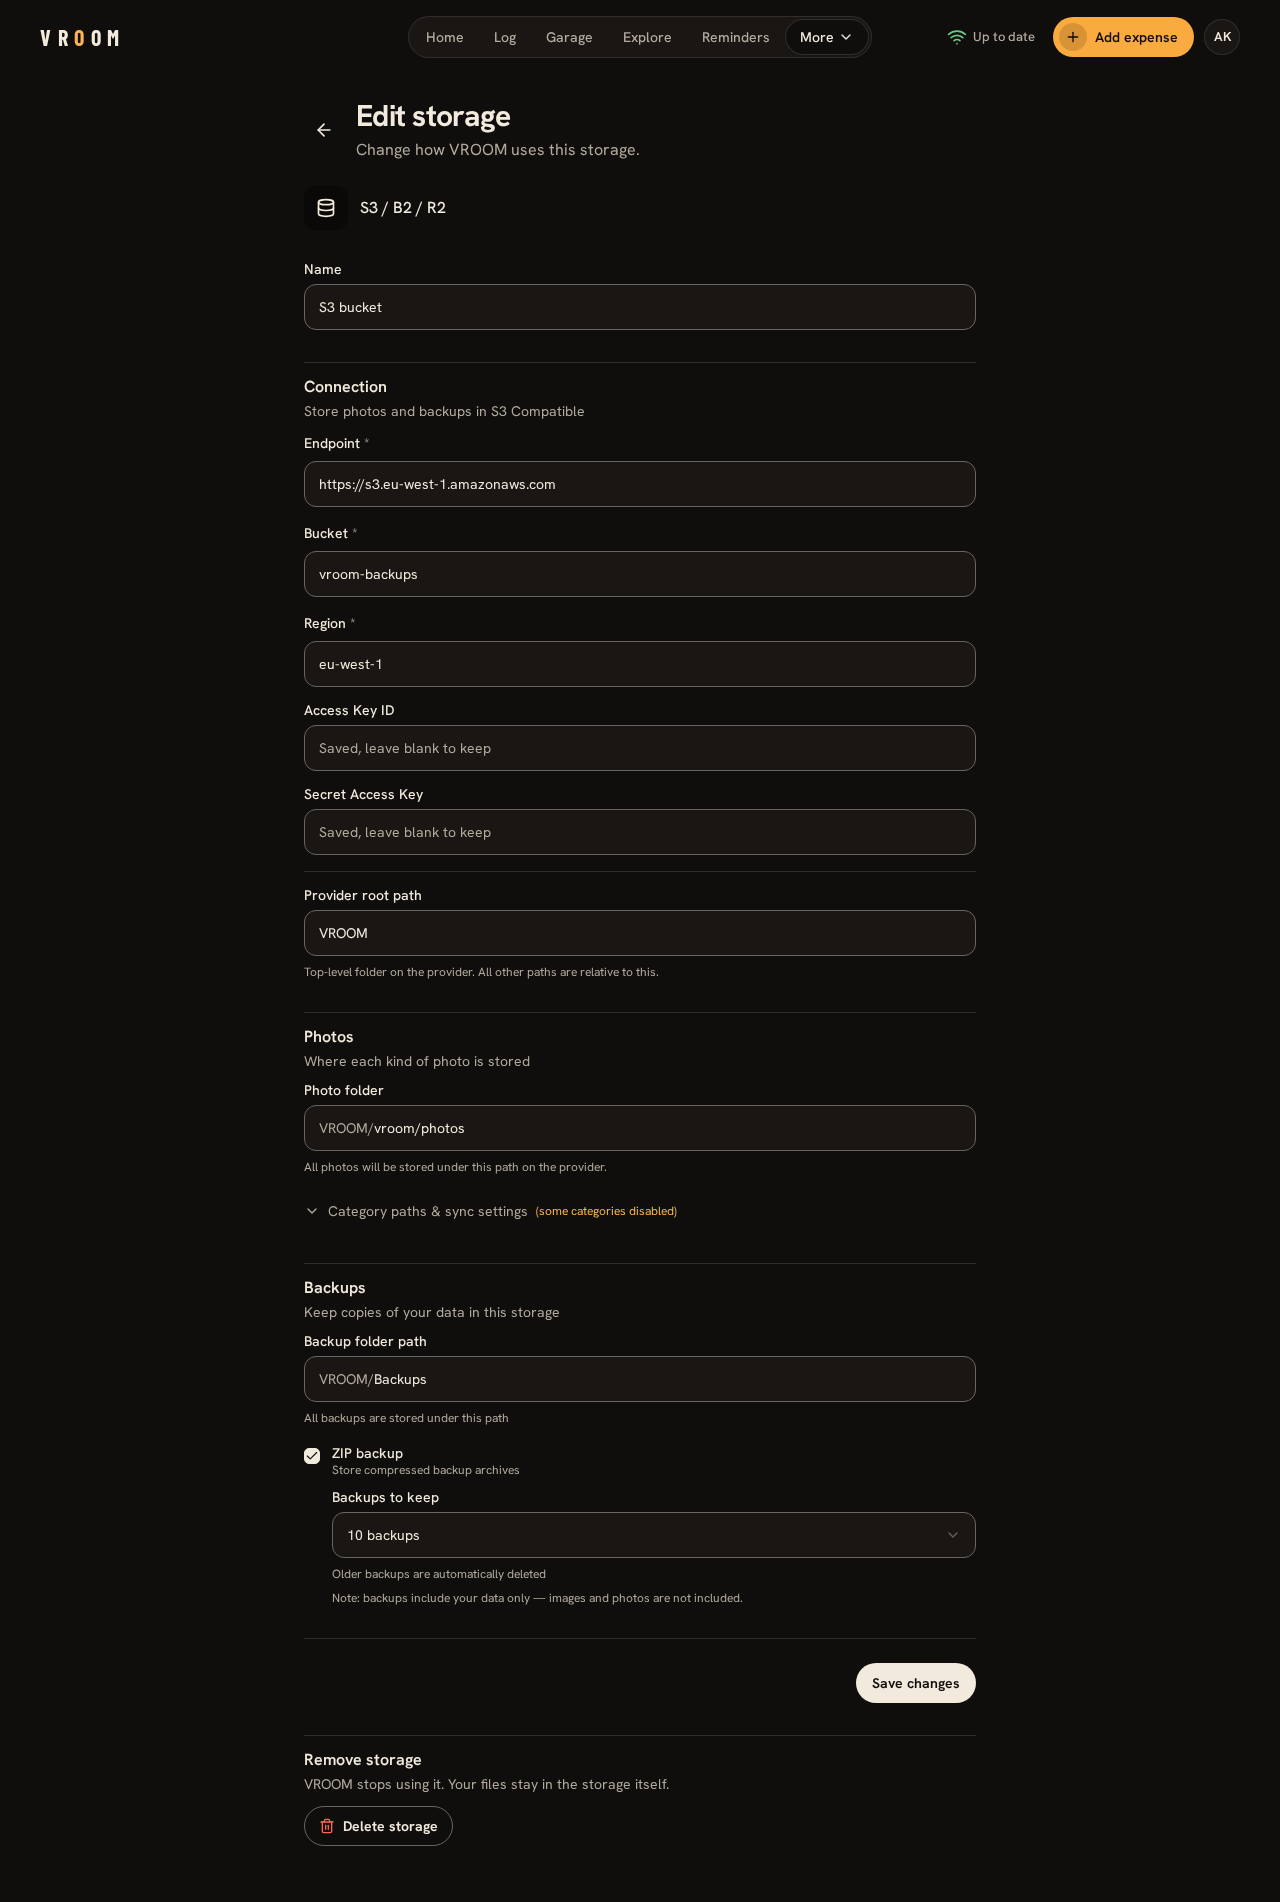 VROOM
Home Log Garage Explore Reminders More
Up to date
Add expense
AK
Edit storage
Change how VROOM uses this storage.
S3 / B2 / R2
Name
S3 bucket
Connection
Store photos and backups in S3 Compatible
Endpoint *
https://s3.eu-west-1.amazonaws.com
Bucket *
vroom-backups
Region *
eu-west-1
Access Key ID
Saved, leave blank to keep
Secret Access Key
Saved, leave blank to keep
Provider root path
VROOM
Top-level folder on the provider. All other paths are relative to this.
Photos
Where each kind of photo is stored
Photo folder
VROOM/vroom/photos
All photos will be stored under this path on the provider.
Category paths & sync settings (some categories disabled)
Backups
Keep copies of your data in this storage
Backup folder path
VROOM/Backups
All backups are stored under this path
ZIP backup
Store compressed backup archives
Backups to keep
10 backups
Older backups are automatically deleted
Note: backups include your data only — images and photos are not included.
Save changes
Remove storage
VROOM stops using it. Your files stay in the storage itself.
Delete storage